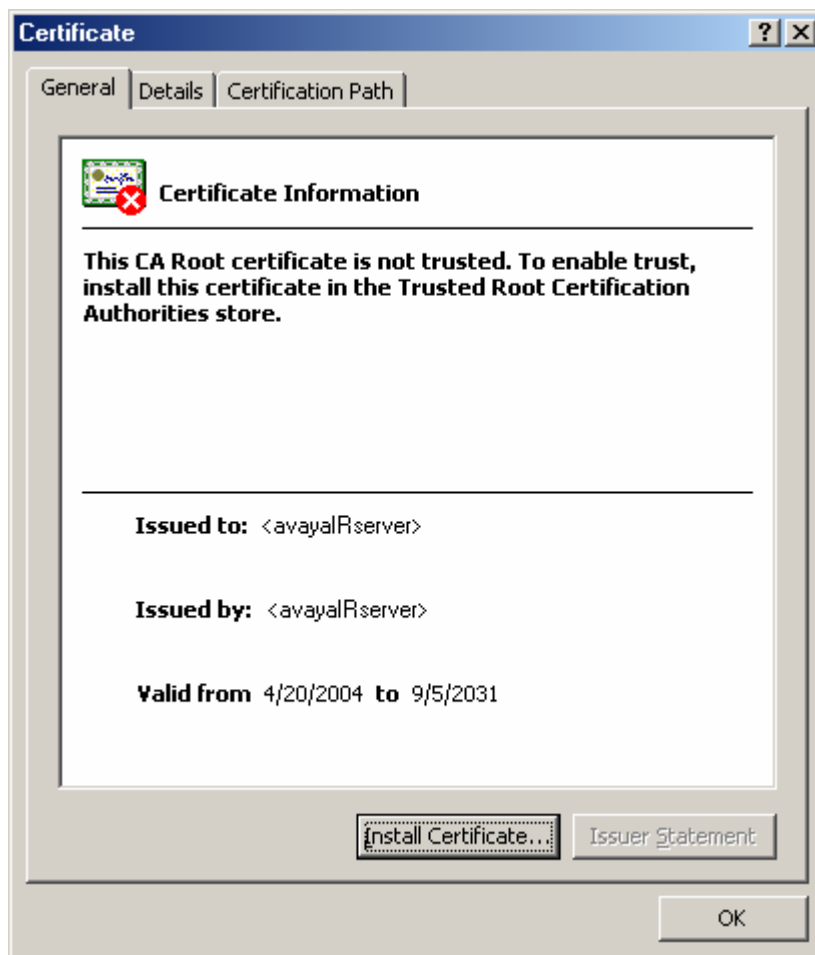 Certificate
General Details Certification Path
Certificate Information
This CA Root certificate is not trusted. To enable trust,
install this certificate in the Trusted Root Certification
Authorities store.
Issued to: <avayaIRserver>
Issued by: <avayaIRserver>
Valid from 4/20/2004 to 9/5/2031
Install Certificate... Issuer Statement
OK